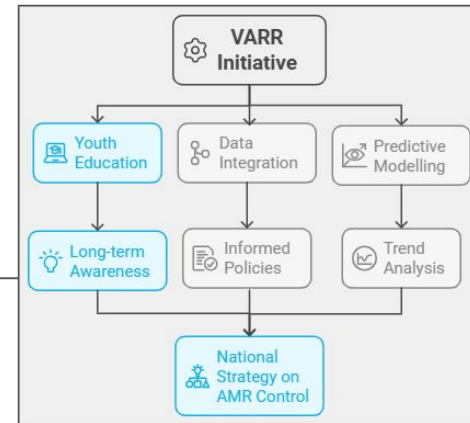 VARR
Initiative
Youth
Education
Data
Integration
Predictive
Modelling
Long-term
Awareness
Informed
Policies
Trend
Analysis
National
Strategy on
AMR Control